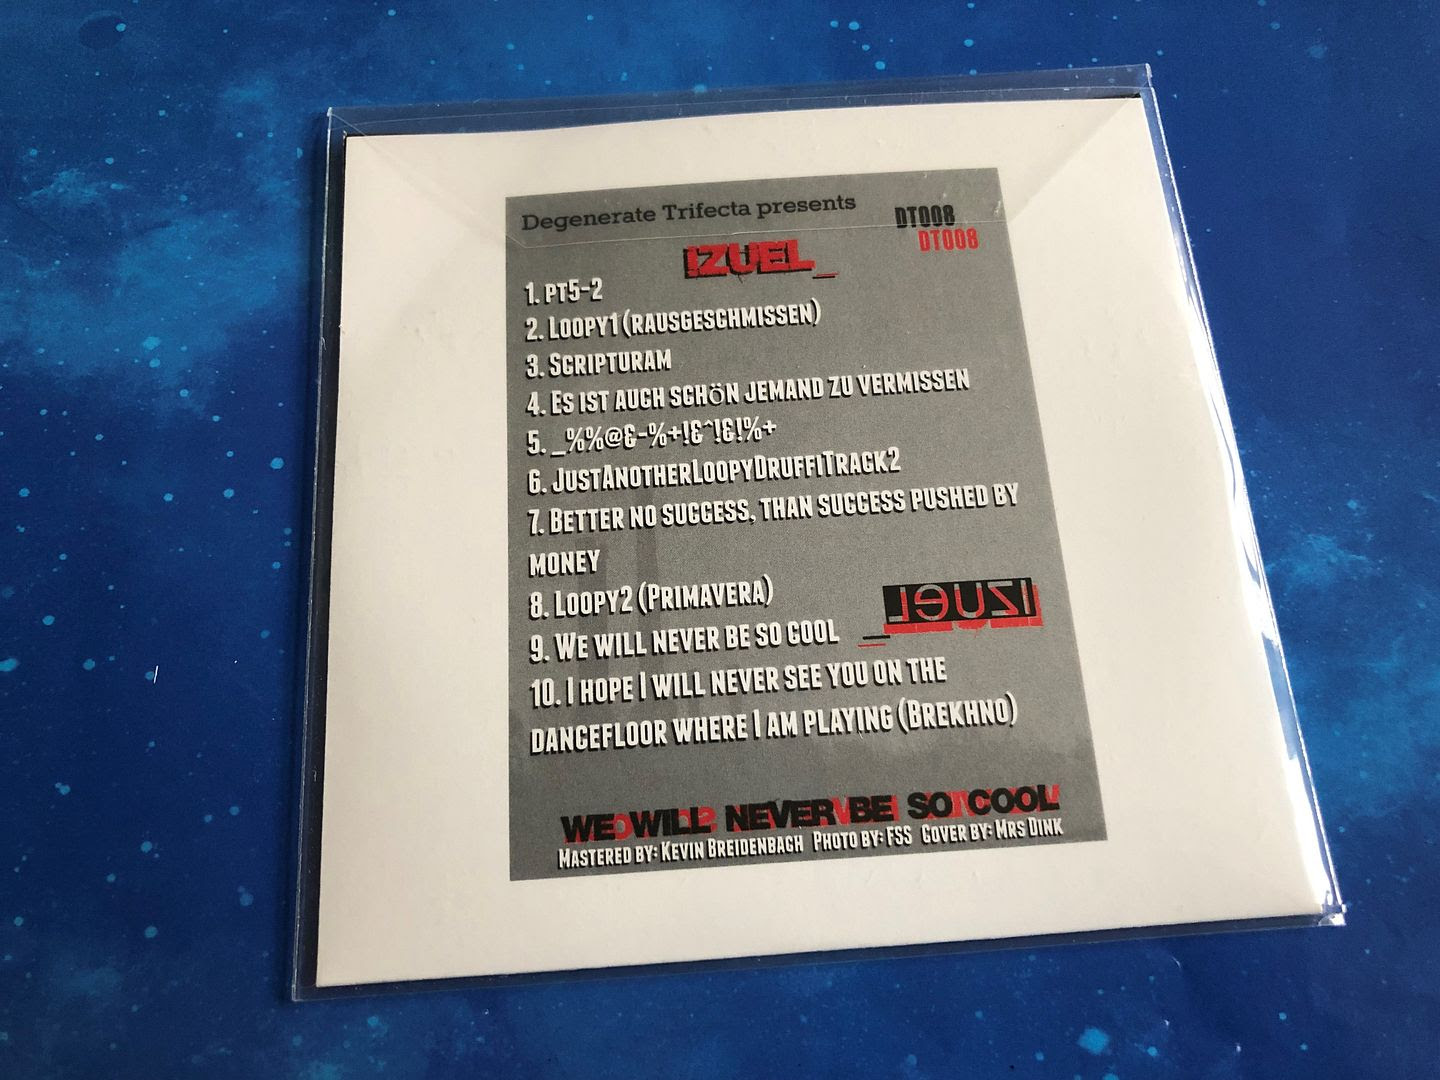 Degenerate Trifecta presents
DT008
DT008
!ZUEL_
1. PT5-2
2. LOOPY1 (RAUSGESCHMISSEN)
3. SCRIPTURAM
4. ES IST AUCH SCHÖN JEMAND ZU VERMISSEN
5. _%%@&-%+!&^!&!%+
6. JUSTANOTHERLOOPYDRUFFITRACK2
7. BETTER NO SUCCESS, THAN SUCCESS PUSHED BY
MONEY
8. LOOPY2 (PRIMAVERA)
IZUEL_
9. WE WILL NEVER BE SO COOL
10. I HOPE I WILL NEVER SEE YOU ON THE
DANCEFLOOR WHERE I AM PLAYING (BREKHNO)
WE WILL NEVER BE SO COOL
MASTERED BY: KEVIN BREIDENBACH PHOTO BY: FSS COVER BY: MRS DINK